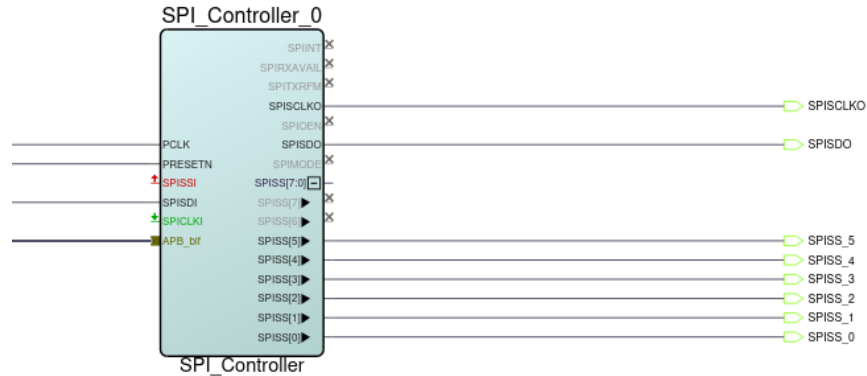 SPI_Controller_0
SPIINT
SPIRXAVAIL
SPITXRFM
SPISCLKO SPISCLKO
SPIOEN
PCLK SPISDO SPISDO
PRESETN SPIMODE
SPISSI SPISS[7:0]
SPISDI SPISS[7]
SPICLKI SPISS[6]
APB_bif SPISS[5] SPISS_5
SPISS[4] SPISS_4
SPISS[3] SPISS_3
SPISS[2] SPISS_2
SPISS[1] SPISS_1
SPISS[0] SPISS_0
SPI_Controller